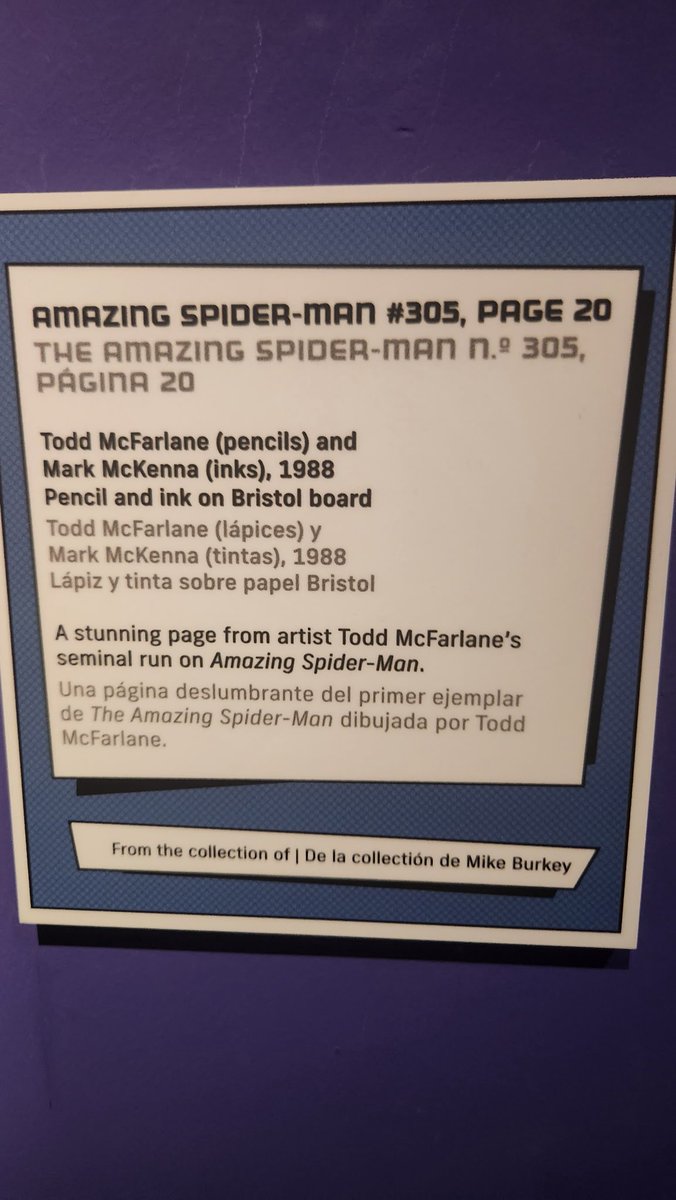 AMAZING SPIDER-MAN #305, PAGE 20
THE AMAZING SPIDER-MAN N.º 305,
PÁGINA 20
Todd McFarlane (pencils) and
Mark McKenna (inks), 1988
Pencil and ink on Bristol board
Todd McFarlane (lápices) y
Mark McKenna (tintas), 1988
Lápiz y tinta sobre papel Bristol
A stunning page from artist Todd McFarlane's
seminal run on Amazing Spider-Man.
Una página deslumbrante del primer ejemplar
de The Amazing Spider-Man dibujada por Todd
McFarlane.
From the collection of | De la collectión de Mike Burkey